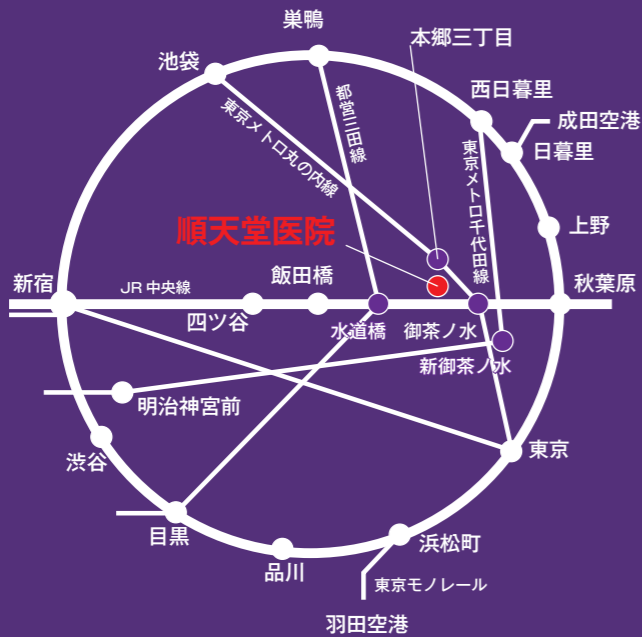 巣鴨
本郷三丁目
池袋
西日暮里
都営三田線
成田空港
東京メトロ丸の内線
日暮里
東京メトロ千代田線
順天堂医院
上野
新宿
JR 中央線
飯田橋
秋葉原
四ツ谷
水道橋
御茶ノ水
新御茶ノ水
明治神宮前
渋谷
東京
目黒
浜松町
品川
東京モノレール
羽田空港